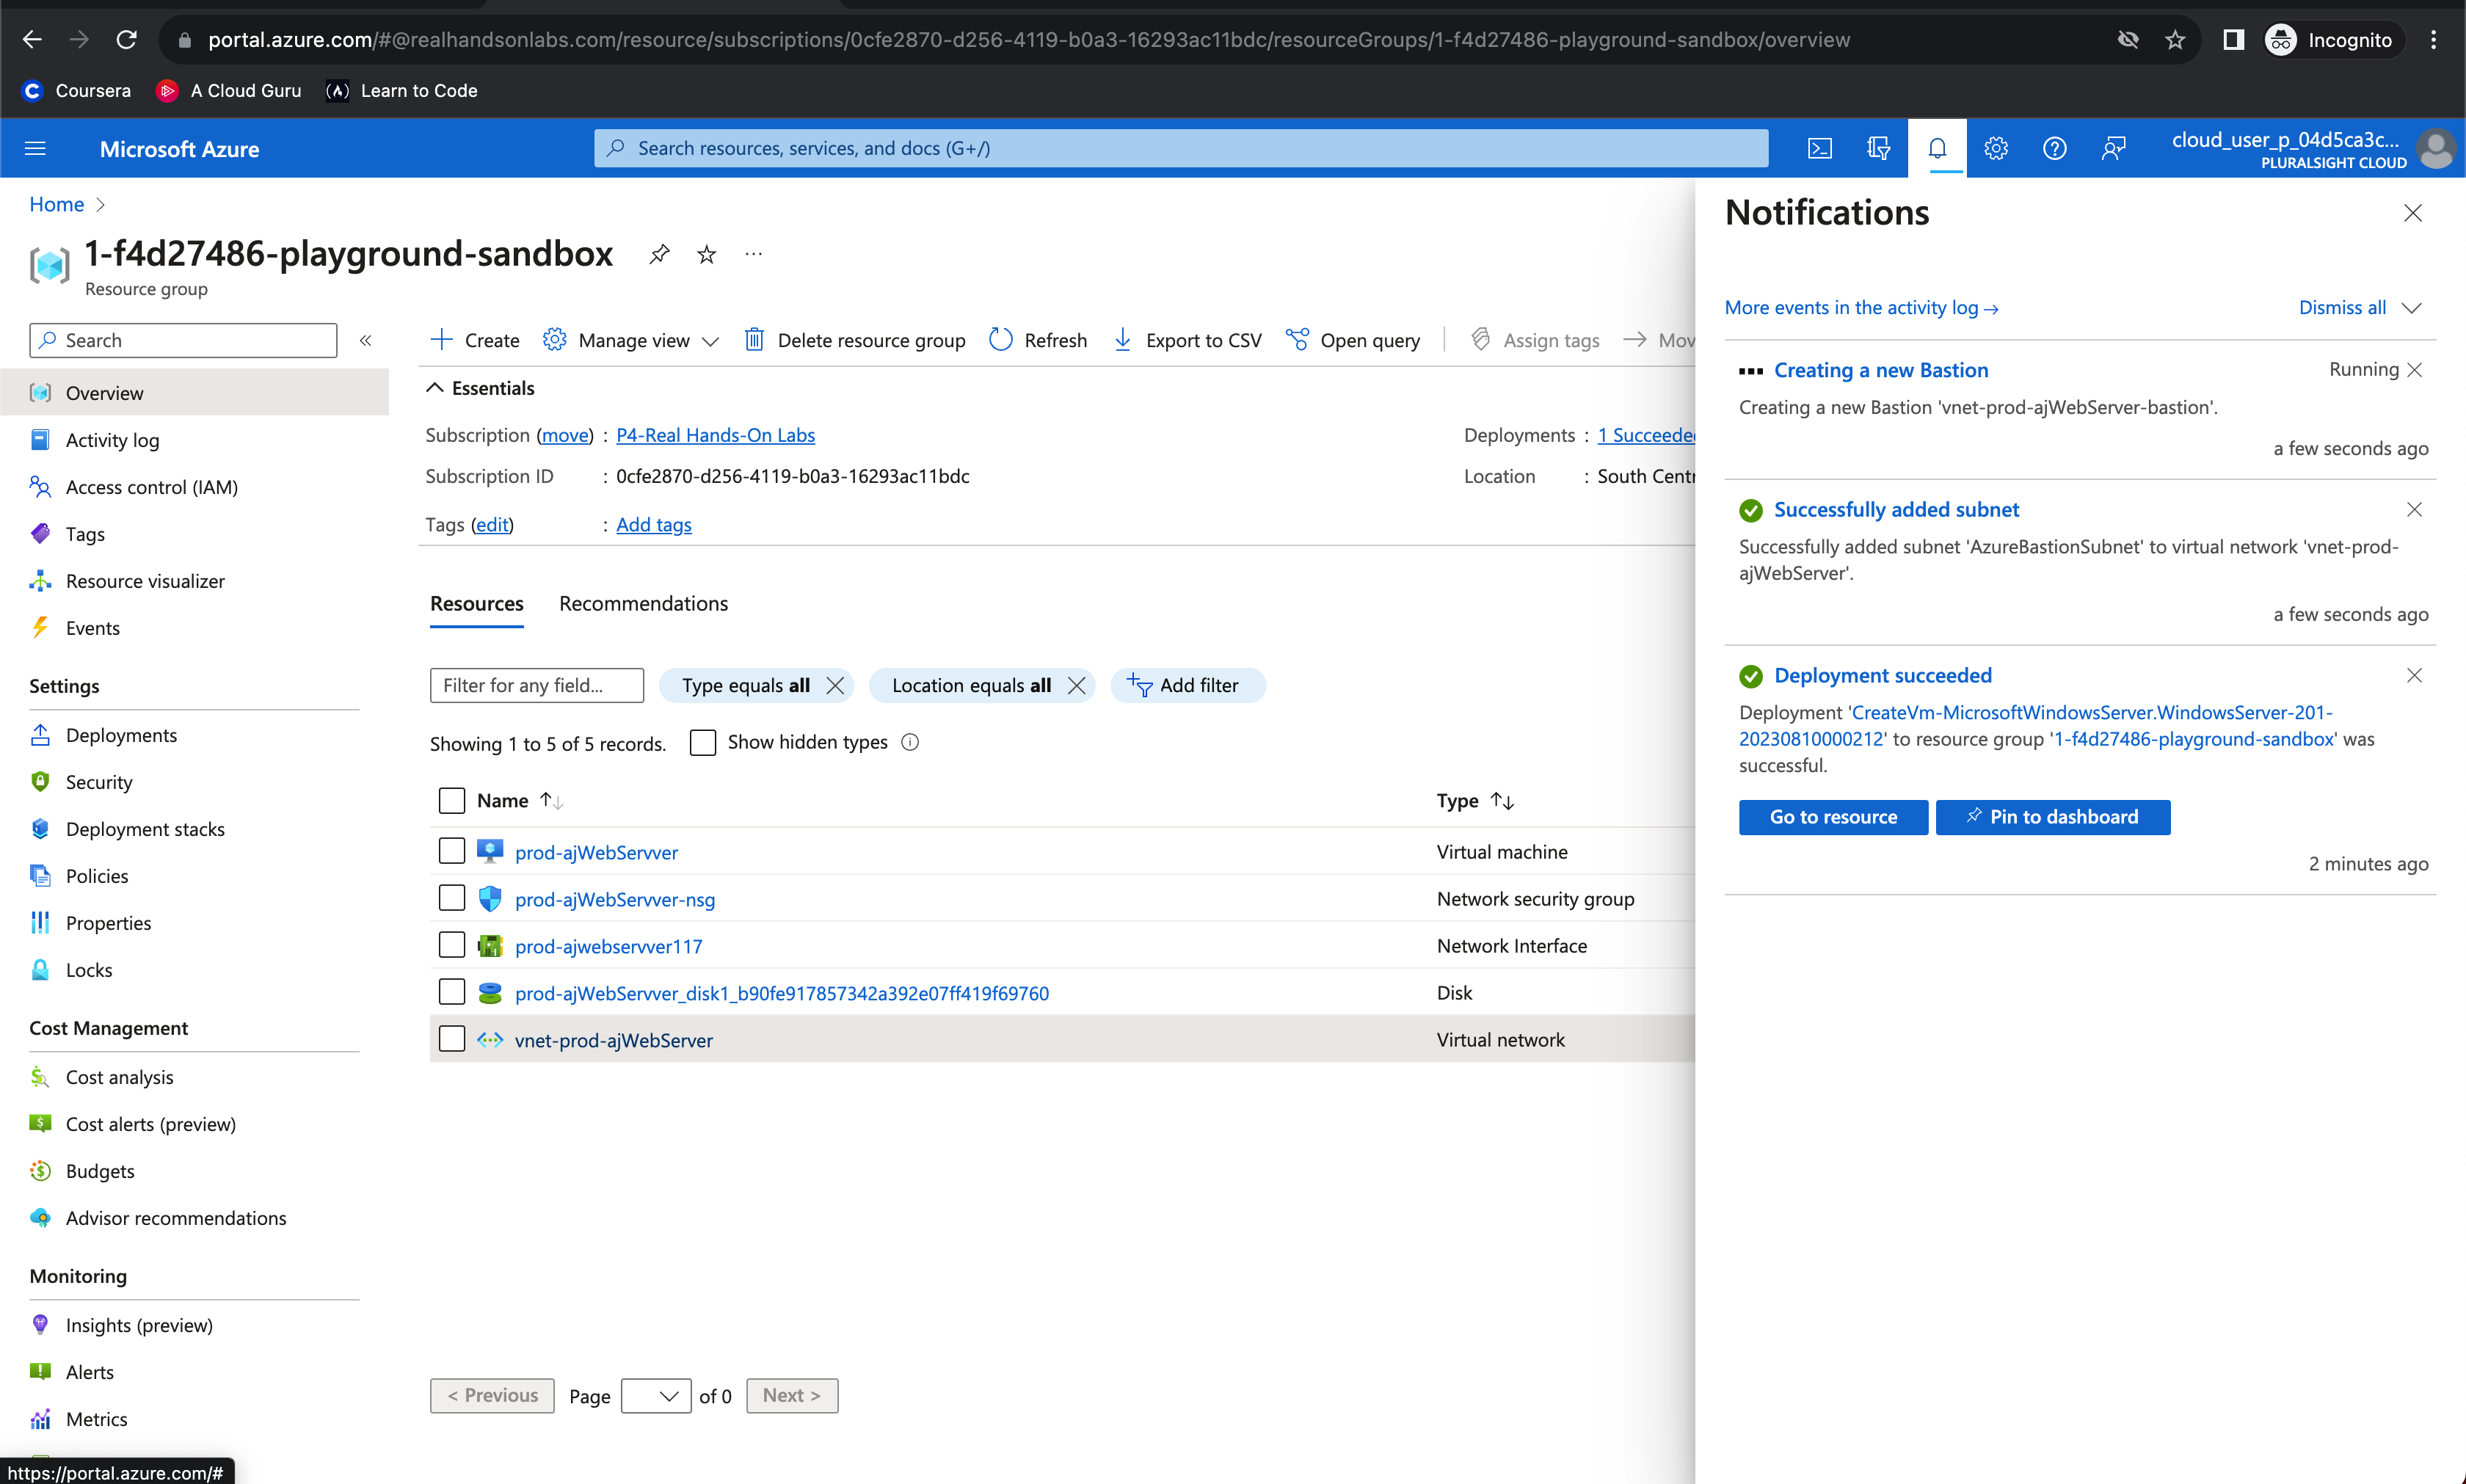 portal.azure.com/#@realhandsonlabs.com/resource/subscriptions/0cfe2870-d256-4119-b0a3-16293ac11bdc/resourceGroups/1-f4d27486-playground-sandbox/overview
Incognito
Coursera
A Cloud Guru
Learn to Code
Microsoft Azure
Search resources, services, and docs (G+/)
cloud_user_p_04d5ca3c...
PLURALSIGHT CLOUD
Home >
1-f4d27486-playground-sandbox
Resource group
Search
Create
Manage view
Delete resource group
Refresh
Export to CSV
Open query
Assign tags
Mov
Overview
Activity log
Access control (IAM)
Tags
Resource visualizer
Events
Settings
Deployments
Security
Deployment stacks
Policies
Properties
Locks
Cost Management
Cost analysis
Cost alerts (preview)
Budgets
Advisor recommendations
Monitoring
Insights (preview)
Alerts
Metrics
https://portal.azure.com/#
Essentials
Subscription (move) : P4-Real Hands-On Labs
Subscription ID : 0cfe2870-d256-4119-b0a3-16293ac11bdc
Tags (edit) : Add tags
Deployments : 1 Succeeded
Location : South Centr
Resources
Recommendations
Filter for any field...
Type equals all
Location equals all
Add filter
Showing 1 to 5 of 5 records.
Show hidden types
Name
Type
prod-ajWebServver
Virtual machine
prod-ajWebServver-nsg
Network security group
prod-ajwebservver117
Network Interface
prod-ajWebServver_disk1_b90fe917857342a392e07ff419f69760
Disk
vnet-prod-ajWebServer
Virtual network
< Previous
Page
of 0
Next >
Notifications
More events in the activity log →
Dismiss all
Creating a new Bastion
Running
Creating a new Bastion 'vnet-prod-ajWebServer-bastion'.
a few seconds ago
Successfully added subnet
Successfully added subnet 'AzureBastionSubnet' to virtual network 'vnet-prod-
ajWebServer'.
a few seconds ago
Deployment succeeded
Deployment 'CreateVm-MicrosoftWindowsServer.WindowsServer-201-
20230810000212' to resource group '1-f4d27486-playground-sandbox' was
successful.
Go to resource
Pin to dashboard
2 minutes ago